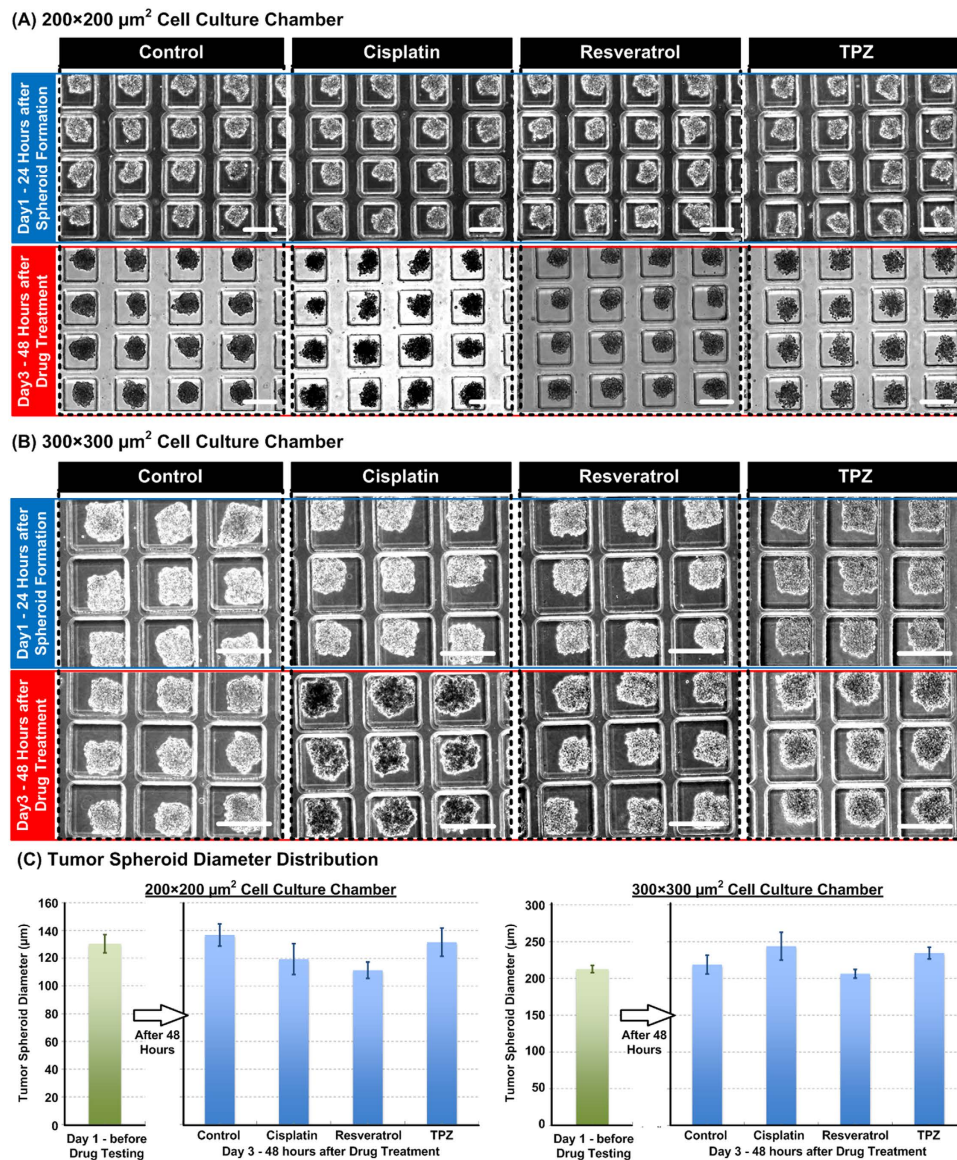 (A) 200×200 µm² Cell Culture Chamber
Control
Cisplatin
Resveratrol
TPZ
Day1 - 24 Hours after
Spheroid Formation
Day3 - 48 Hours after
Drug Treatment
(B) 300×300 µm² Cell Culture Chamber
Control
Cisplatin
Resveratrol
TPZ
Day1 - 24 Hours after
Spheroid Formation
Day3 - 48 Hours after
Drug Treatment
(C) Tumor Spheroid Diameter Distribution
200×200 µm² Cell Culture Chamber
Tumor Spheroid Diameter (µm)
160
140
120
100
80
60
40
20
0
After 48
Hours
Day 1 - before
Drug Testing
Control
Cisplatin
Resveratrol
TPZ
Day 3 - 48 hours after Drug Treatment
300×300 µm² Cell Culture Chamber
Tumor Spheroid Diameter (µm)
300
250
200
150
100
50
0
After 48
Hours
Day 1 - before
Drug Testing
Control
Cisplatin
Resveratrol
TPZ
Day 3 - 48 hours after Drug Treatment